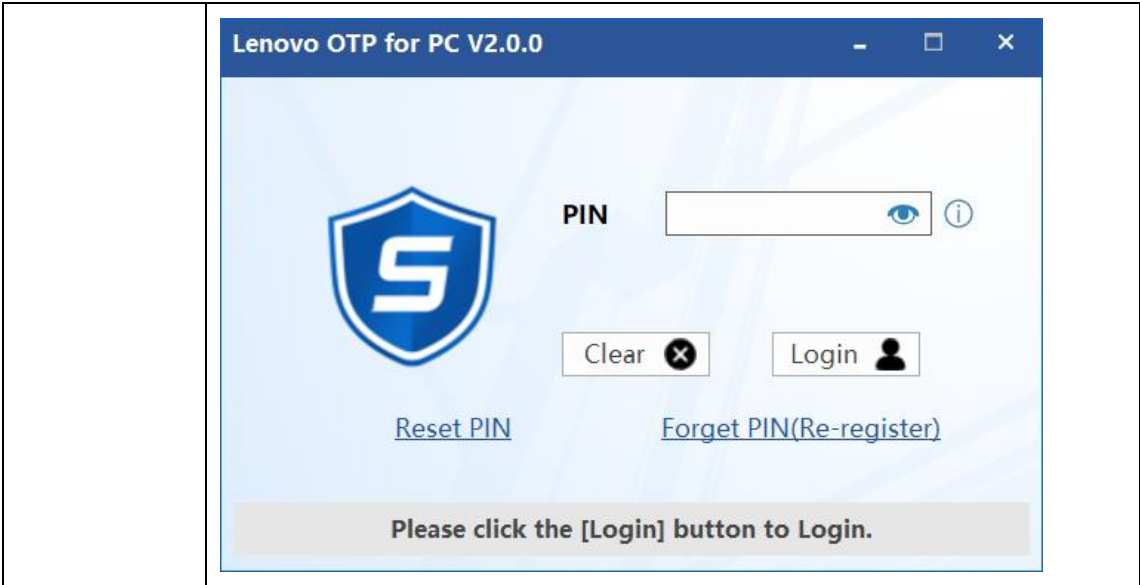 Lenovo OTP for PC V2.0.0
PIN
Clear
Login
Reset PIN
Forget PIN(Re-register)
Please click the [Login] button to Login.